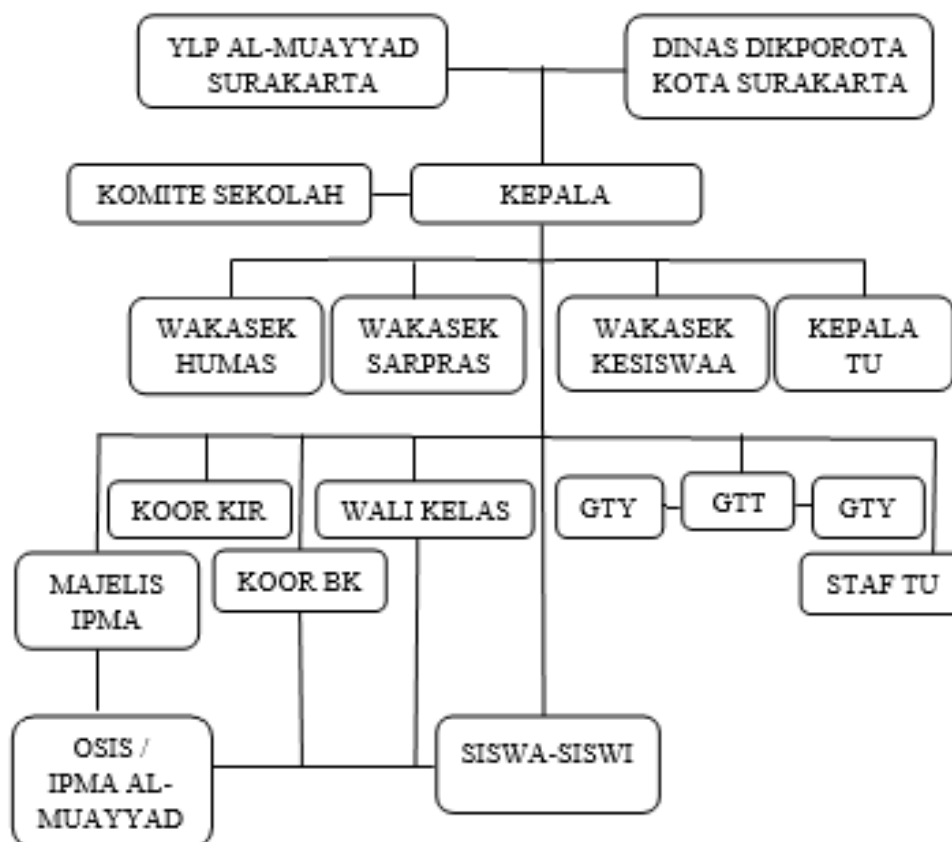 YLP AL-MUAYYAD
SURAKARTA
DINAS DIKPOROTA
KOTA SURAKARTA
KOMITE SEKOLAH
KEPALA
WAKASEK
HUMAS
WAKASEK
SARPRAS
WAKASEK
KESISWAA
KEPALA
TU
KOOR KIR
WALI KELAS
GTY
GTT
GTY
MAJELIS
IPMA
KOOR BK
STAF TU
OSIS /
IPMA AL-
MUAYYAD
SISWA-SISWI